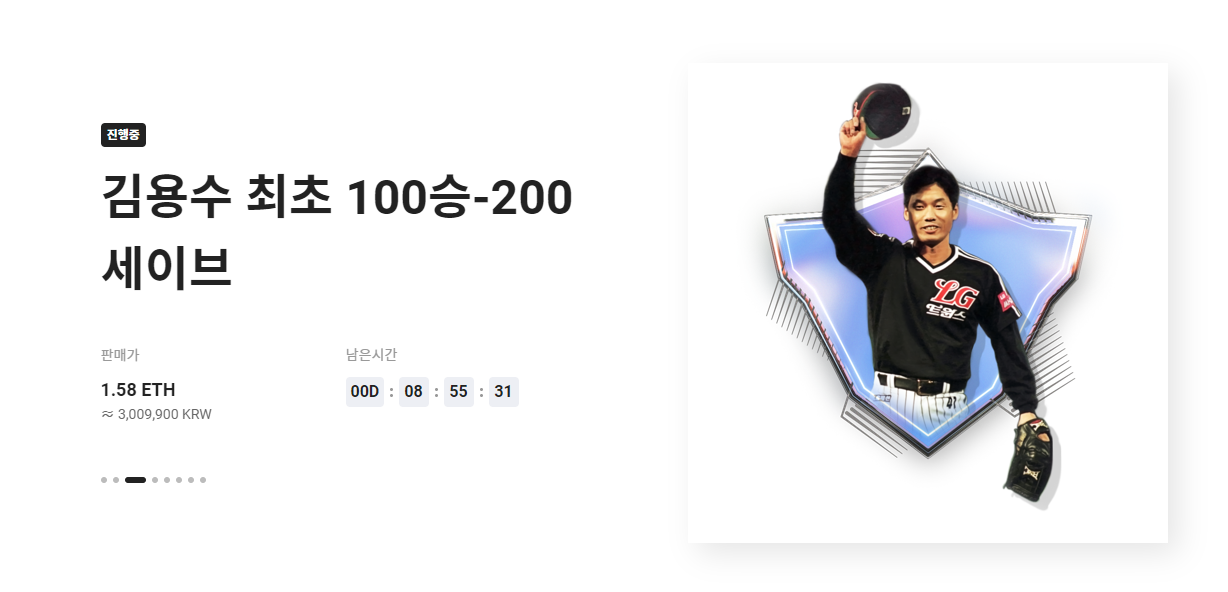 진행중
김용수 최초 100승-200
세이브
판매가
남은시간
1.58 ETH
00D : 08 : 55 : 31
≈ 3,009,900 KRW
LG
트윈스